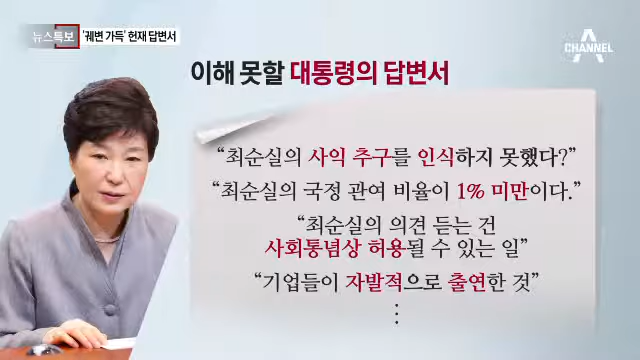 뉴스특보 '궤변 가득' 헌재 답변서
CHANNEL A
이해 못할 대통령의 답변서
“최순실의 사익 추구를 인식하지 못했다?”
“최순실의 국정 관여 비율이 1% 미만이다.”
“최순실의 의견 듣는 건
사회통념상 허용될 수 있는 일”
“기업들이 자발적으로 출연한 것”
⋮